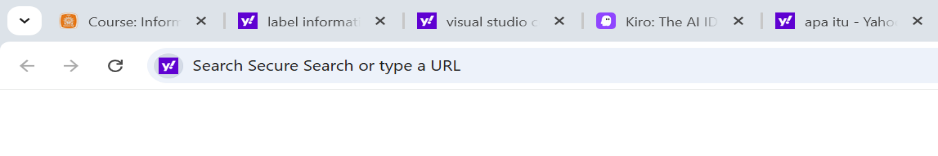 Course: Inform
label informat
visual studio c
Kiro: The AI ID
apa itu - Yaho
Search Secure Search or type a URL